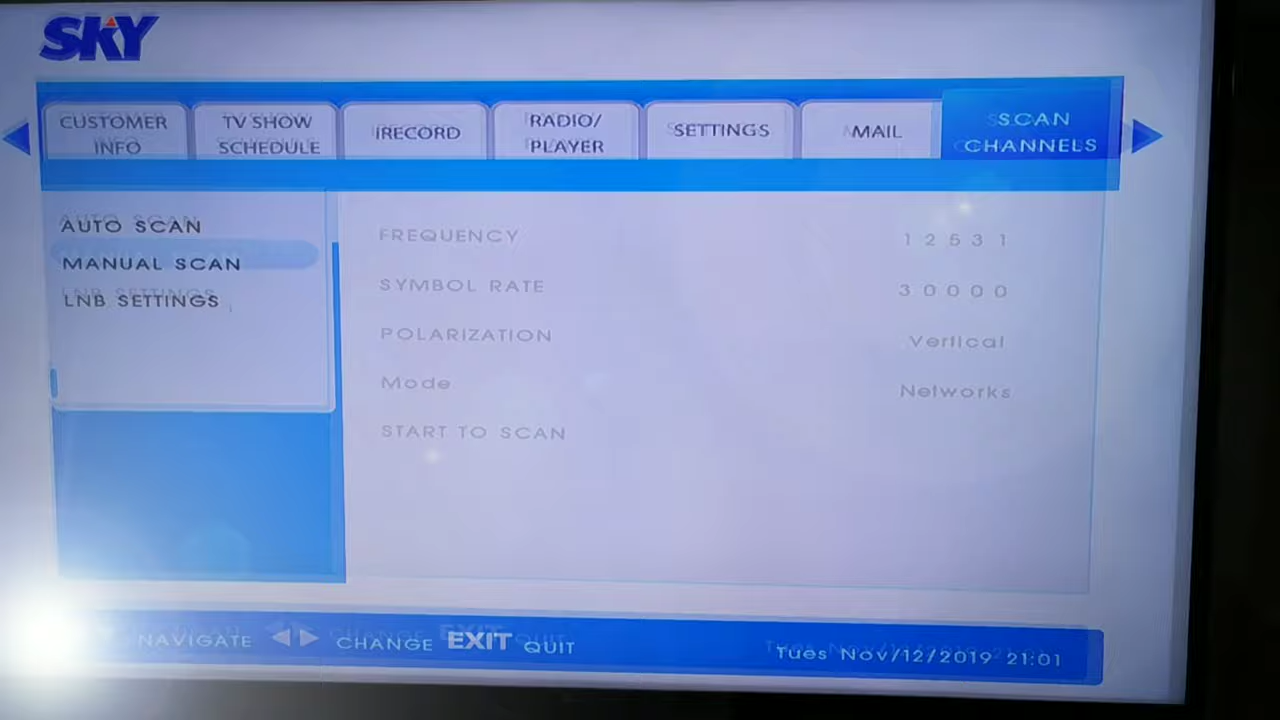 SKY
CUSTOMER INFO
TV SHOW SCHEDULE
IRECORD
RADIO/ PLAYER
SETTINGS
MAIL
SCAN CHANNELS
AUTO SCAN
MANUAL SCAN
LNB SETTINGS
FREQUENCY 12531
SYMBOL RATE 30000
POLARIZATION Vertical
Mode Networks
START TO SCAN
NAVIGATE CHANGE EXIT QUIT Tues Nov/12/2019 21:01